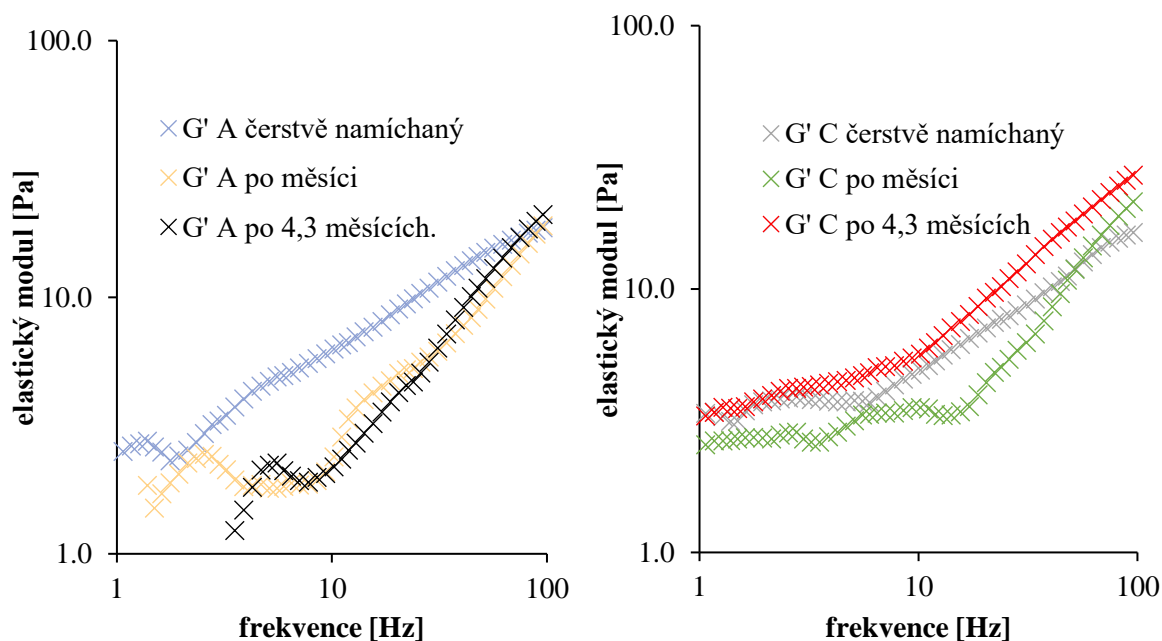 100.0
10.0
1.0
1
10
100
elastický modul [Pa]
frekvence [Hz]
G' A čerstvě namíchaný
G' A po měsíci
G' A po 4,3 měsících.
100.0
10.0
1.0
1
10
100
elastický modul [Pa]
frekvence [Hz]
G' C čerstvě namíchaný
G' C po měsíci
G' C po 4,3 měsících